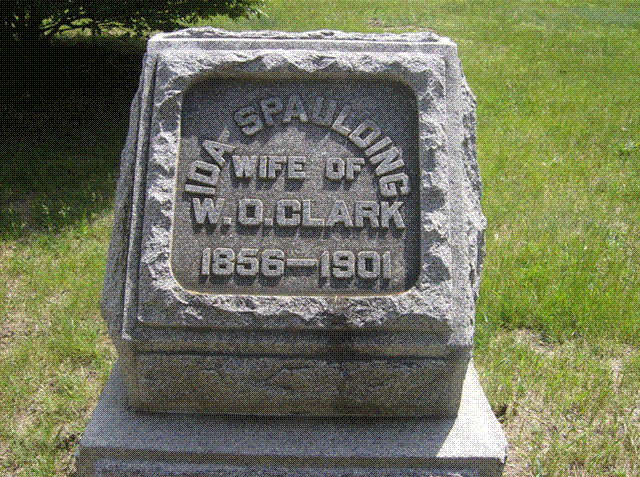 IDA SPAULDING
WIFE OF
W.O.CLARK
1856—1901